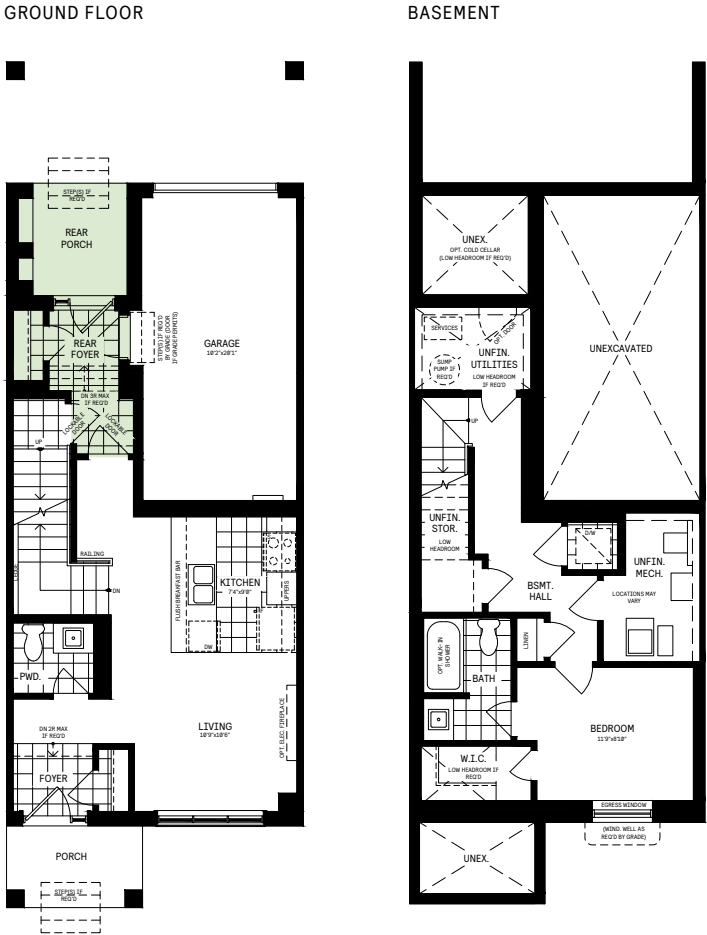 GROUND FLOOR
STEP(S) IF
REQ'D
REAR
PORCH
REAR
FOYER
STEP(S) IF REQ'D
BY GRADE (DOOR
IF GRADE PERMITS)
GARAGE
10'2"x20'1"
DN 3R MAX
IF REQ'D
LOCKABLE
DOOR
LOCKABLE
DOOR
UP
RAILING
LEDGE
DN
FLUSH BREAKFAST BAR
KITCHEN
7'4"x9'8"
UPPERS
DW
PWD.
LIVING
10'9"x10'6"
OPT. ELEC. FIREPLACE
DN 2R MAX
IF REQ'D
FOYER
PORCH
STEP(S) IF
REQ'D
BASEMENT
UNEX.
OPT. COLD CELLAR
(LOW HEADROOM IF REQ'D)
SERVICES
OPT. DOOR
SUMP
PUMP IF
REQ'D
UNFIN.
UTILITIES
LOW HEADROOM
IF REQ'D
UNEXCAVATED
UP
UNFIN.
STOR.
LOW
HEADROOM
D/W
UNFIN.
MECH.
BSMT.
HALL
LOCATIONS MAY
VARY
OPT. WALK-IN
SHOWER
LINEN
BATH
BEDROOM
11'9"x8'10"
W.I.C.
LOW HEADROOM IF
REQ'D
EGRESS WINDOW
(WIND. WELL AS
REQ'D BY GRADE)
UNEX.